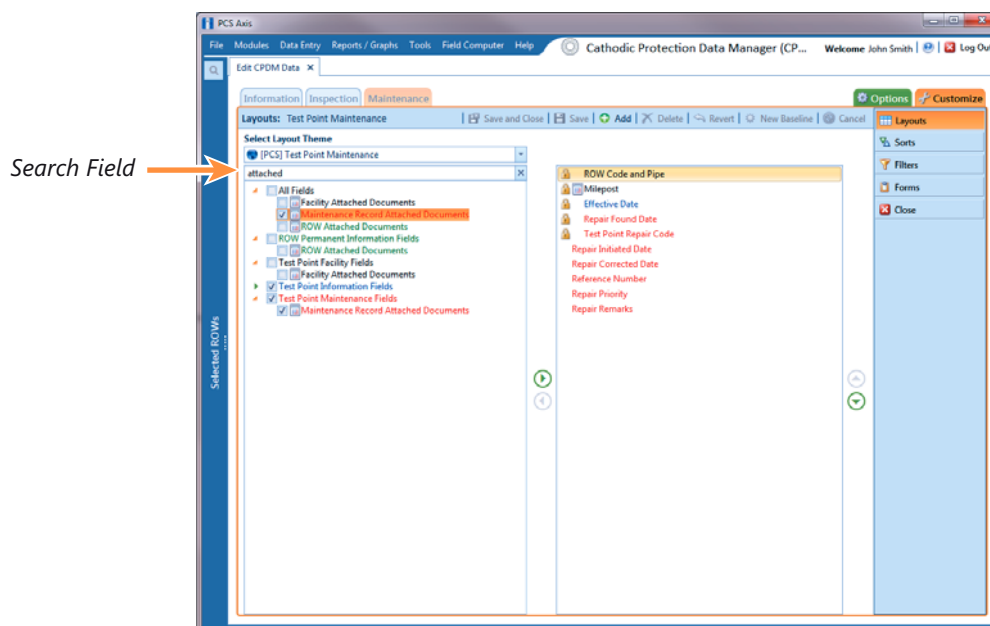 PCS Axis
File Modules Data Entry Reports / Graphs Tools Field Computer Help Cathodic Protection Data Manager (CP... Welcome John Smith Log Out
Edit CPDM Data
Information Inspection Maintenance Options Customize
Layouts: Test Point Maintenance Save and Close Save Add Delete Revert New Baseline Cancel
Select Layout Theme
[PCS] Test Point Maintenance
Search Field
attached
All Fields
Facility Attached Documents
Maintenance Record Attached Documents
ROW Attached Documents
ROW Permanent Information Fields
ROW Attached Documents
Test Point Facility Fields
Facility Attached Documents
Test Point Information Fields
Test Point Maintenance Fields
Maintenance Record Attached Documents
ROW Code and Pipe
Milepost
Effective Date
Repair Found Date
Test Point Repair Code
Repair Initiated Date
Repair Corrected Date
Reference Number
Repair Priority
Repair Remarks
Layouts
Sorts
Filters
Forms
Close
Selected ROWs